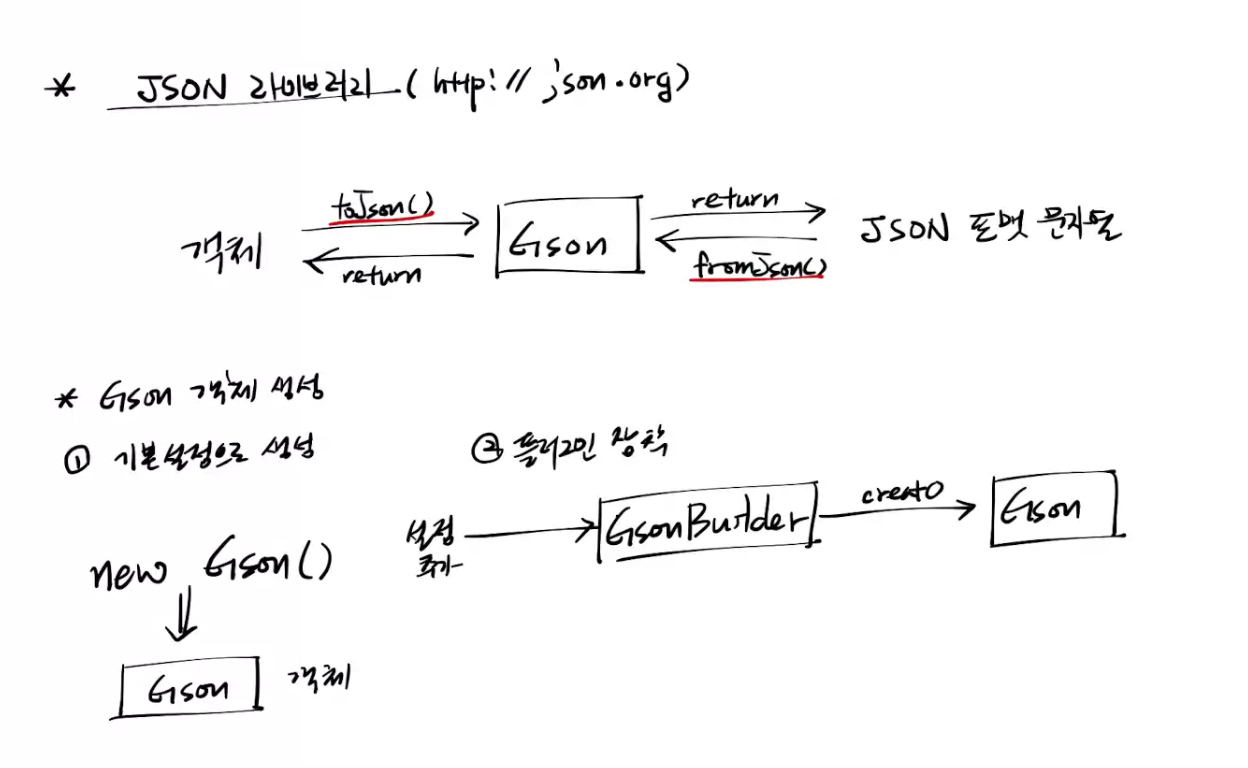 * JSON 라이브러리 (http://json.org)
toJson()
return
객체
Gson
JSON 포맷 문자열
return
fromJson()
* Gson 객체 생성
① 기본설정으로 생성
② 플러그인 장착
new Gson()
설정
추가
GsonBuilder
creat()
Gson
Gson 객체